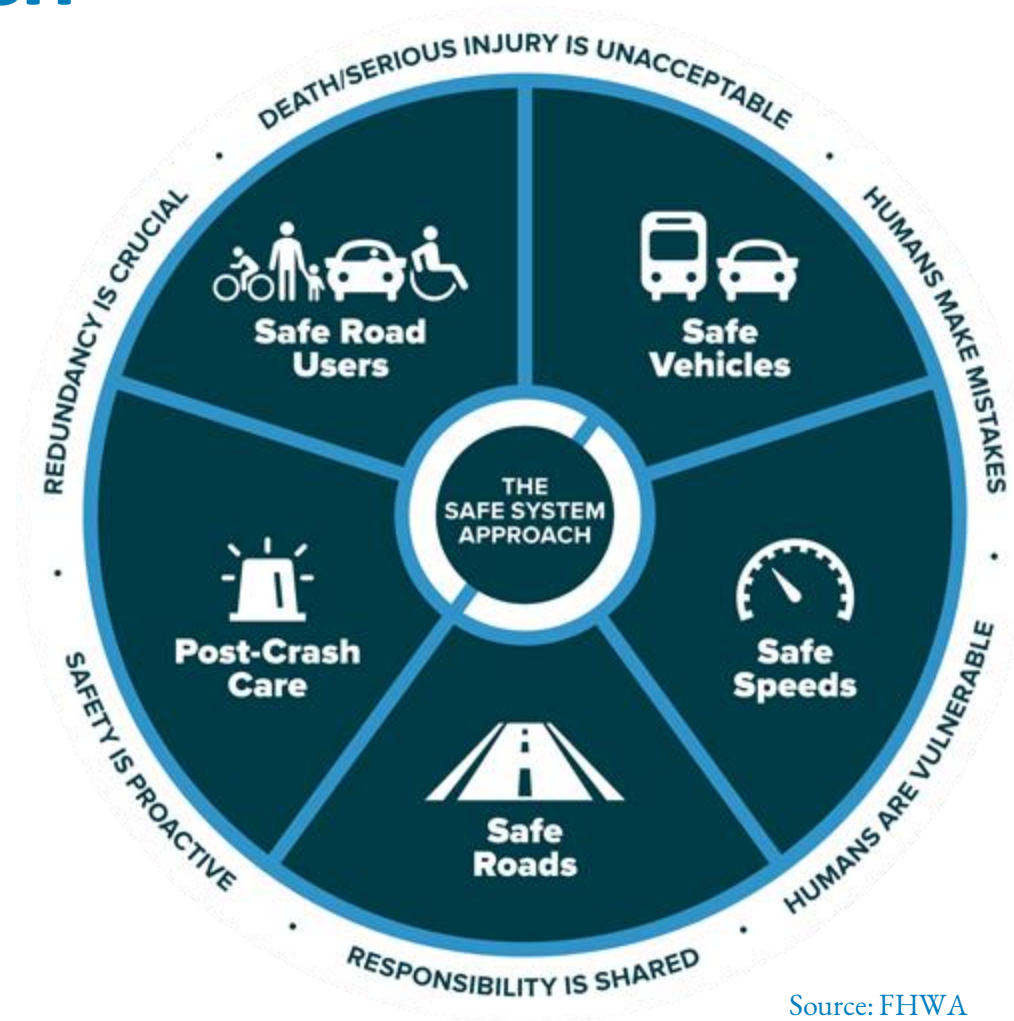 DEATH/SERIOUS INJURY IS UNACCEPTABLE
HUMANS MAKE MISTAKES
HUMANS ARE VULNERABLE
RESPONSIBILITY IS SHARED
SAFETY IS PROACTIVE
REDUNDANCY IS CRUCIAL
Safe Road
Users
Safe
Vehicles
THE
SAFE SYSTEM
APPROACH
Post-Crash
Care
Safe
Speeds
Safe
Roads
Source: FHWA